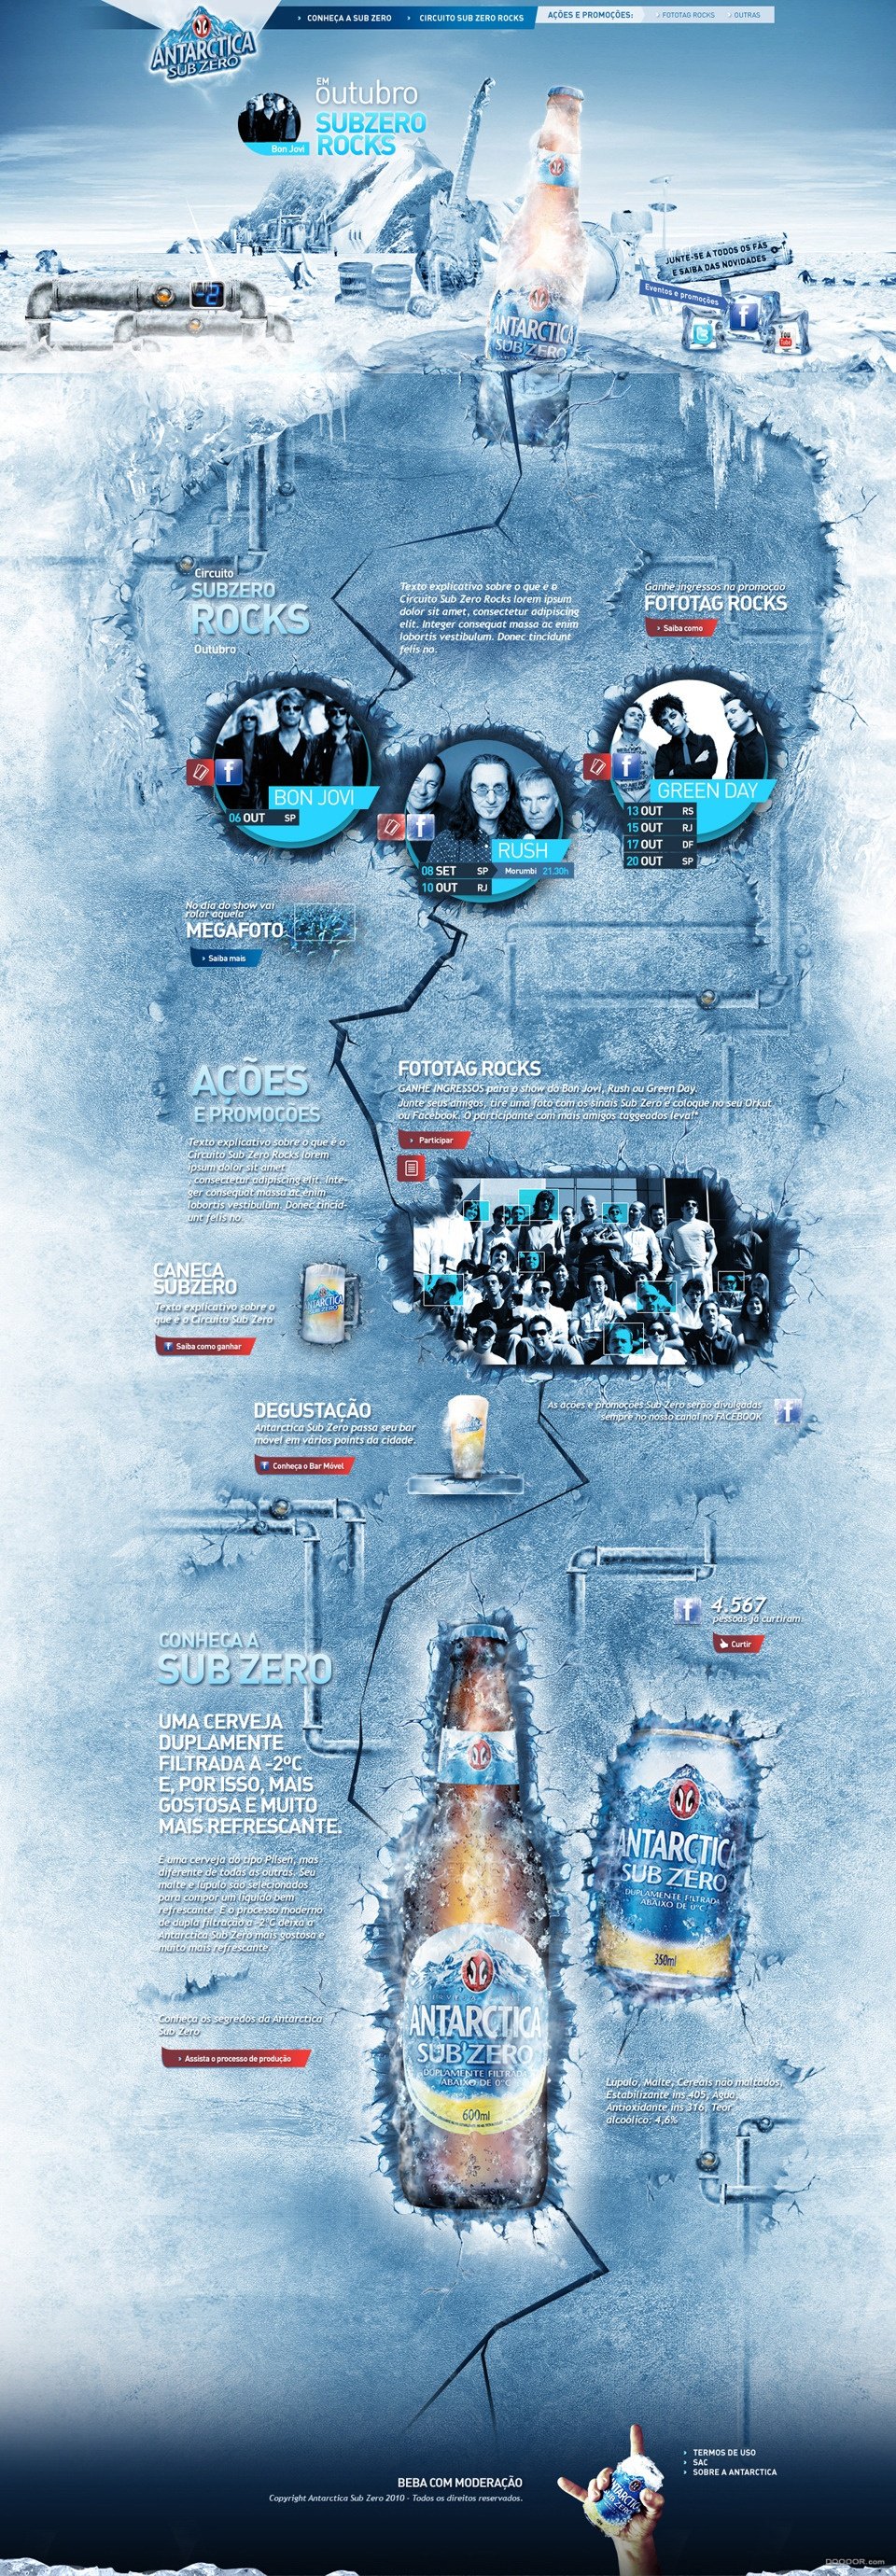 ANTARCTICA
SUB ZERO
CONHEÇA A SUB ZERO
CIRCUITO SUB ZERO ROCKS
AÇÕES E PROMOÇÕES:
FOTOTAG ROCKS
OUTRAS
EM
outubro
SUBZERO
ROCKS
Bon Jovi
-2
JUNTE-SE A TODOS OS FÃS
E SAIBA DAS NOVIDADES
Eventos e promoções
You
Tube
ANTARCTICA
SUB ZERO
Circuito
SUBZERO
ROCKS
Outubro
Texto explicativo sobre o que é o
Circuito Sub Zero Rocks lorem ipsum
dolor sit amet, consectetur adipiscing
elit. Integer consequat massa ac enim
lobortis vestibulum. Donec tincidunt
felis no.
Ganhe ingressos na promoção
FOTOTAG ROCKS
Saiba como
BON JOVI
06 OUT SP
RUSH
08 SET SP Morumbi 21.30h
10 OUT RJ
GREEN DAY
13 OUT RS
15 OUT RJ
17 OUT DF
20 OUT SP
No dia do show vai
rolar aquela
MEGAFOTO
Saiba mais
AÇÕES
E PROMOCÕES
Texto explicativo sobre o que é o
Circuito Sub Zero Rocks lorem
ipsum dolor sit amet
, consectetur adipiscing elit. Inte-
ger consequat massa ac enim
lobortis vestibulum. Donec tincid-
unt felis no.
FOTOTAG ROCKS
GANHE INGRESSOS para o show do Bon Jovi, Rush ou Green Day.
Junte seus amigos, tire uma foto com os sinais Sub Zero e coloque no seu Orkut
ou Facebook. O participante com mais amigos taggeados leva!*
Participar
CANECA
SUBZERO
Texto explicativo sobre o
que é o Circuito Sub Zero
Saiba como ganhar
ANTARCTICA
DEGUSTAÇÃO
Antarctica Sub Zero passa seu bar
móvel em vários points da cidade.
Conheça o Bar Móvel
As ações e promoções Sub Zero serão divulgadas
sempre no nosso canal no FACEBOOK
4.567
pessoas já curtiram.
Curtir
CONHECA A
SUB ZERO
UMA CERVEJA
DUPLAMENTE
FILTRADA A -2ºC
E, POR ISSO, MAIS
GOSTOSA E MUITO
MAIS REFRESCANTE.
É uma cerveja do tipo Pilsen, mas
diferente de todas as outras. Seu
malte e lúpulo são selecionados
para compor um líquido bem
refrescante. E o processo moderno
de dupla filtração a -2°C deixa a
Antarctica Sub Zero mais gostosa e
muito mais refrescante.
Conheça os segredos da Antarctica
Sub Zero
Assista o processo de produção
ANTARCTICA
SUB ZERO
DUPLAMENTE FILTRADA
ABAIXO DE 0°C
600ml
ANTARCTICA
SUB ZERO
DUPLAMENTE FILTRADA
ABAIXO DE 0°C
350ml
Lúpulo, Malte, Cereais não maltados,
Estabilizante ins 405, Água,
Antioxidante ins 316. Teor
alcoólico: 4,6%
BEBA COM MODERAÇÃO
Copyright Antarctica Sub Zero 2010 - Todos os direitos reservados.
ANTARCTICA
SUB ZERO
TERMOS DE USO
SAC
SOBRE A ANTARCTICA